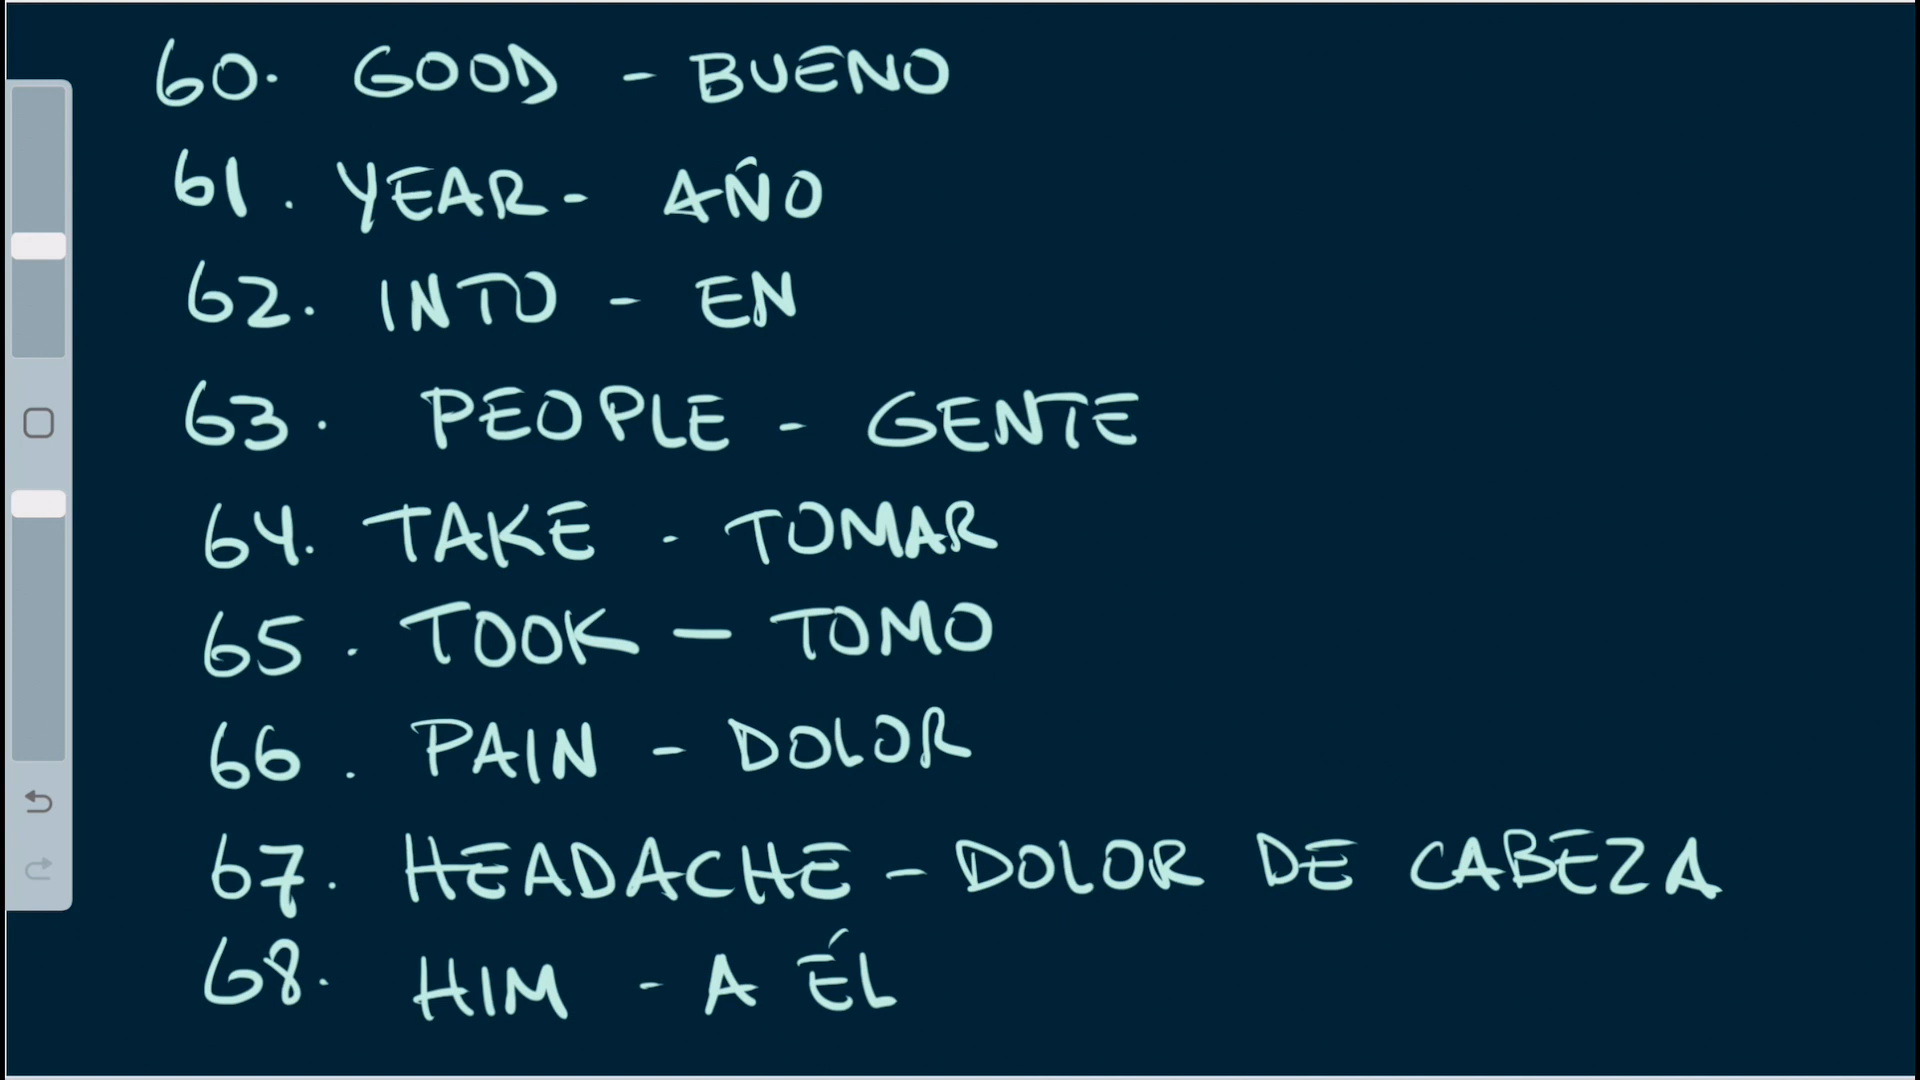 60. GOOD - BUENO
61. YEAR - AÑO
62. INTO - EN
63. PEOPLE - GENTE
64. TAKE - TOMAR
65. TOOK - TOMO
66. PAIN - DOLOR
67. HEADACHE - DOLOR DE CABEZA
68. HIM - A ÉL